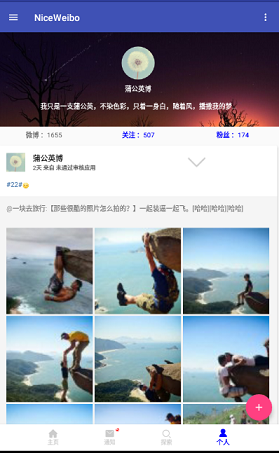 NiceWeibo
蒲公英博
我只是一支蒲公英，不染色彩，只着一身白，随着风，播撒我的梦
微博：1655 关注：507 粉丝：174
蒲公英博
2天 来自 未通过审核应用
#22#
@一块去旅行:【那些很酷的照片怎么拍的？】一起装逼一起飞。[哈哈][哈哈][哈哈]
主页 通知 探索 个人